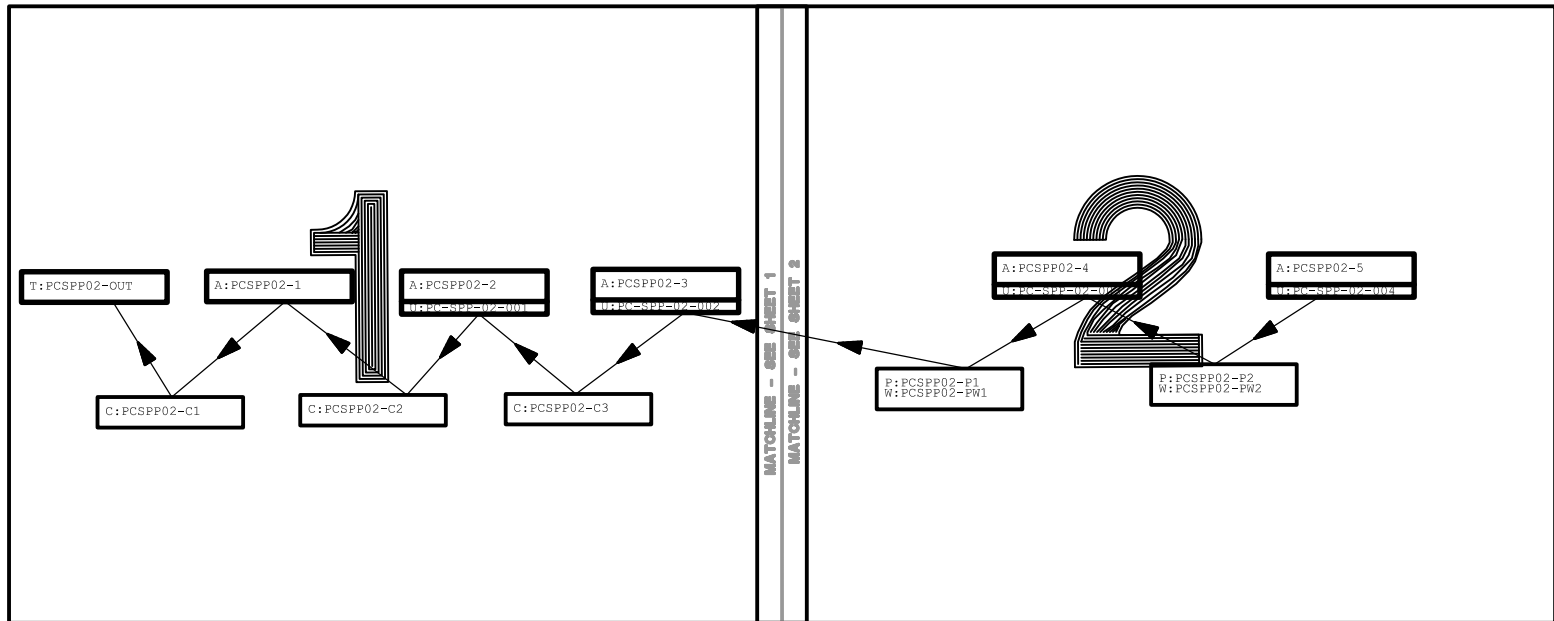 1
2
T:PCSPP02-OUT
A:PCSPP02-1
A:PCSPP02-2
U:PC-SPP-02-001
A:PCSPP02-3
U:PC-SPP-02-002
A:PCSPP02-4
A:PCSPP02-5
U:PC-SPP-02-004
C:PCSPP02-C1
C:PCSPP02-C2
C:PCSPP02-C3
P:PCSPP02-P1
W:PCSPP02-PW1
P:PCSPP02-P2
W:PCSPP02-PW2
MATCHLINE - SEE SHEET 1
MATCHLINE - SEE SHEET 2